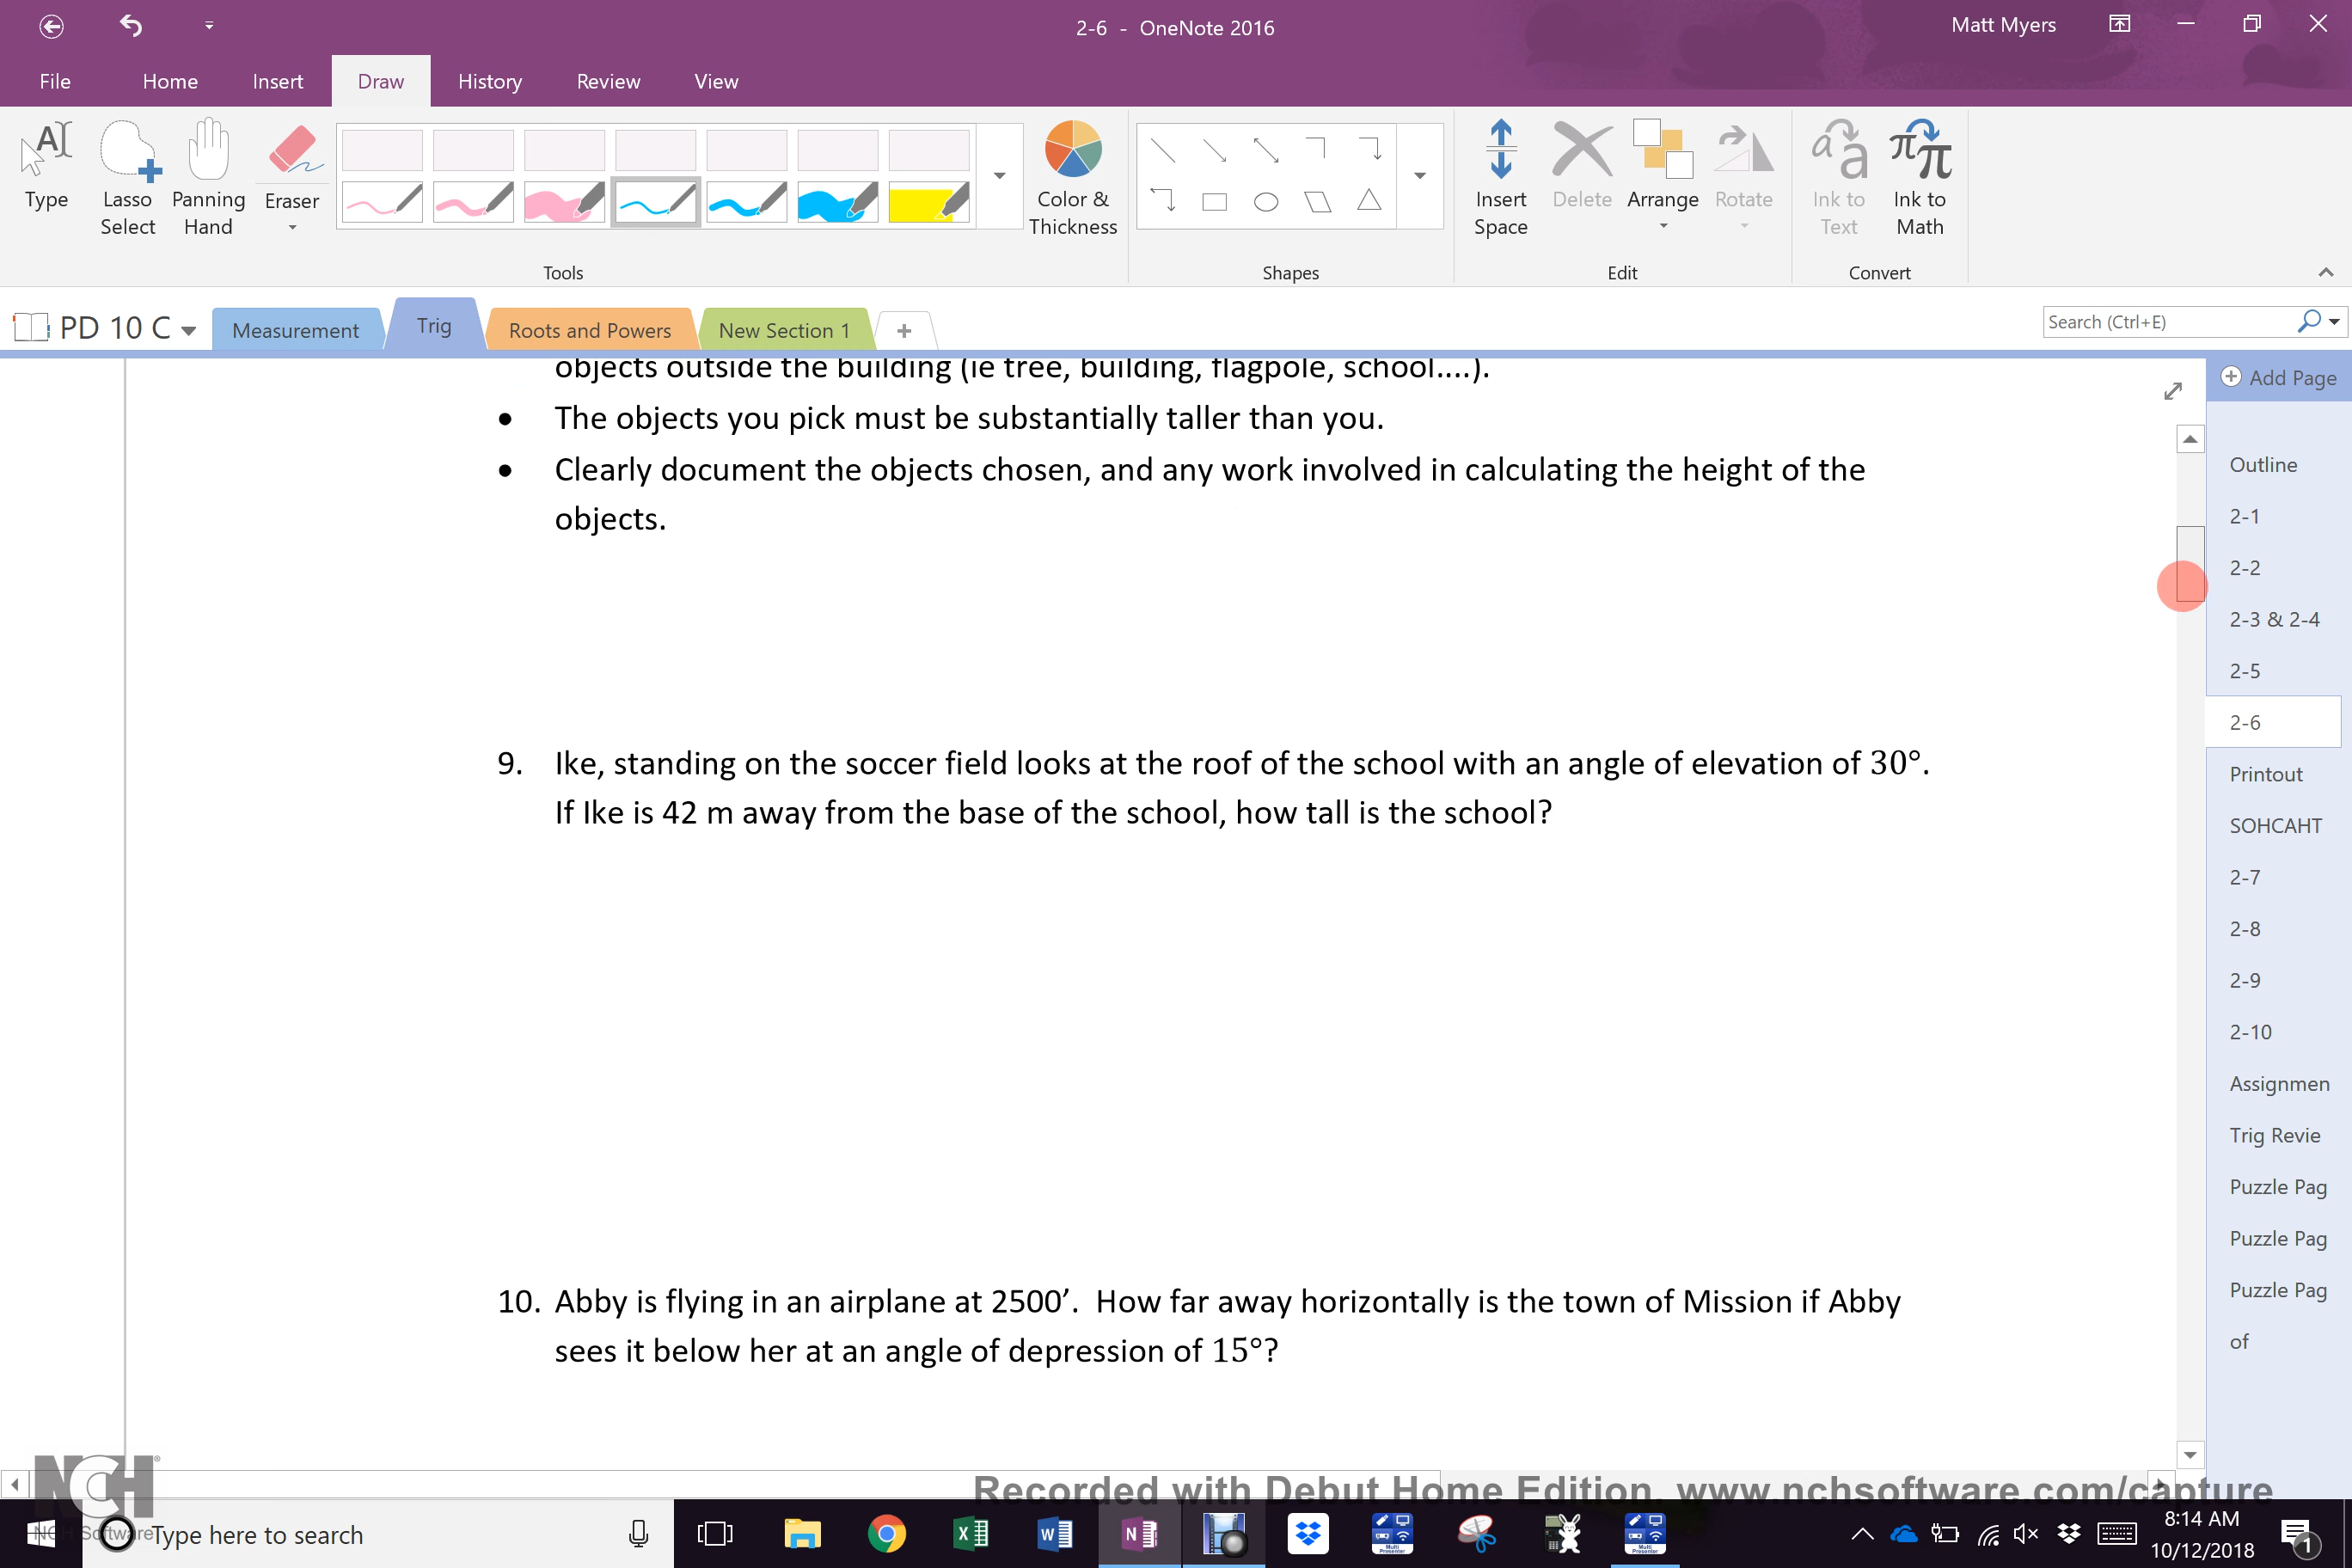 2-6 - OneNote 2016
Matt Myers
File Home Insert Draw History Review View
Type
Lasso Select
Panning Hand
Eraser
Color & Thickness
Insert Space
Delete
Arrange
Rotate
Ink to Text
Ink to Math
Tools
Shapes
Edit
Convert
PD 10 C
Measurement
Trig
Roots and Powers
New Section 1
Search (Ctrl+E)
objects outside the building (ie tree, building, flagpole, school....).
• The objects you pick must be substantially taller than you.
• Clearly document the objects chosen, and any work involved in calculating the height of the
objects.
9. Ike, standing on the soccer field looks at the roof of the school with an angle of elevation of 30°.
If Ike is 42 m away from the base of the school, how tall is the school?
10. Abby is flying in an airplane at 2500’. How far away horizontally is the town of Mission if Abby
sees it below her at an angle of depression of 15°?
Add Page
Outline
2-1
2-2
2-3 & 2-4
2-5
2-6
Printout
SOHCAHT
2-7
2-8
2-9
2-10
Assignmen
Trig Revie
Puzzle Pag
Puzzle Pag
Puzzle Pag
of
NCH®
NCH Software
Recorded with Debut Home Edition. www.nchsoftware.com/capture
Type here to search
8:14 AM
10/12/2018
1